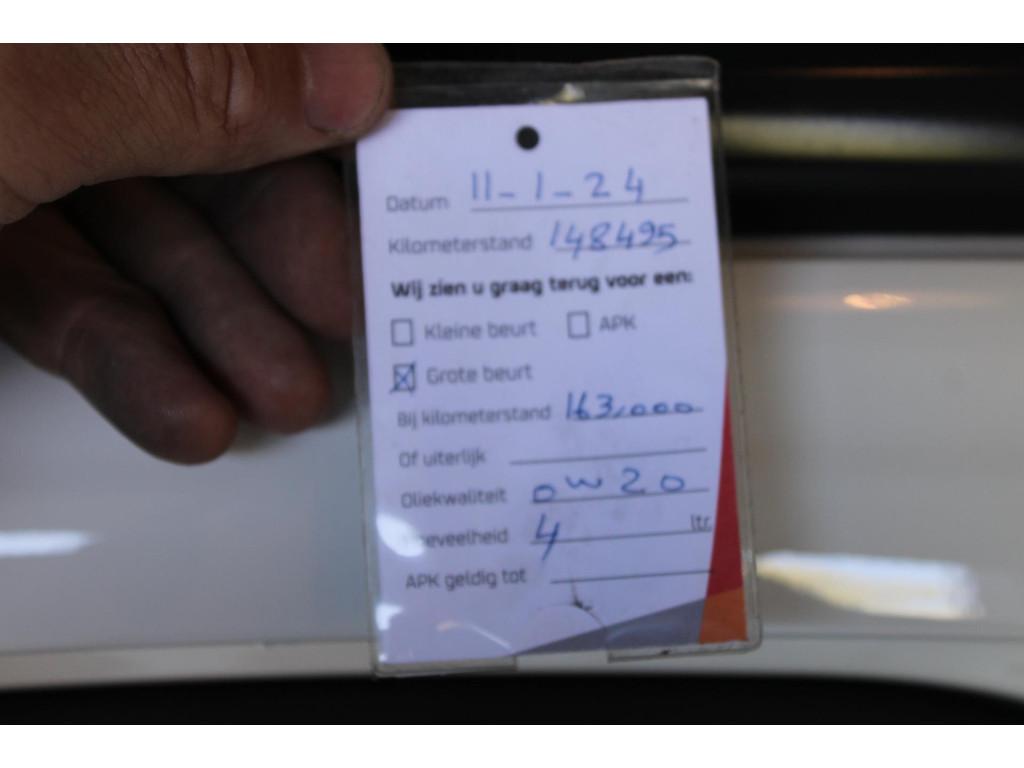 Datum 11-1-24
Kilometerstand 148495
Wij zien u graag terug voor een:
Kleine beurt APK
Grote beurt
Bij kilometerstand 163.000
Of uiterlijk
Oliekwaliteit 0W20
4 ltr.
APK geldig tot